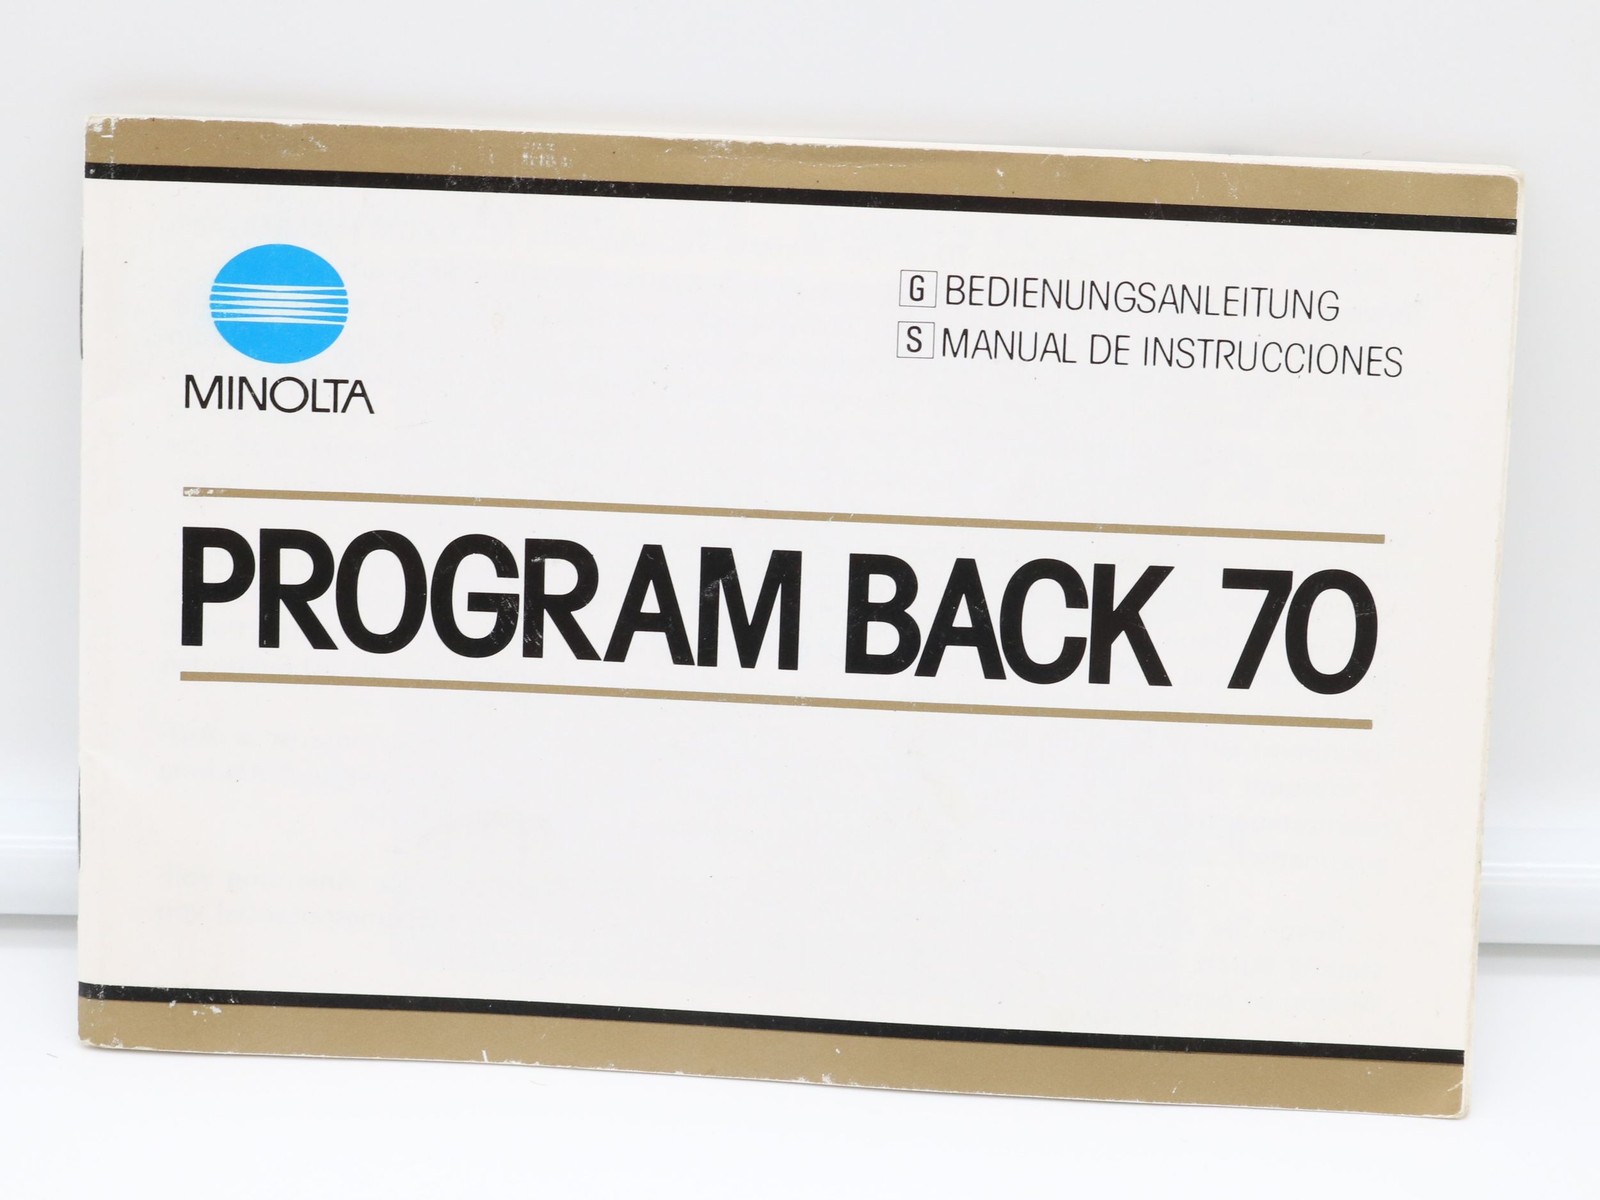 MINOLTA
G BEDIENUNGSANLEITUNG
S MANUAL DE INSTRUCCIONES
PROGRAM BACK 70